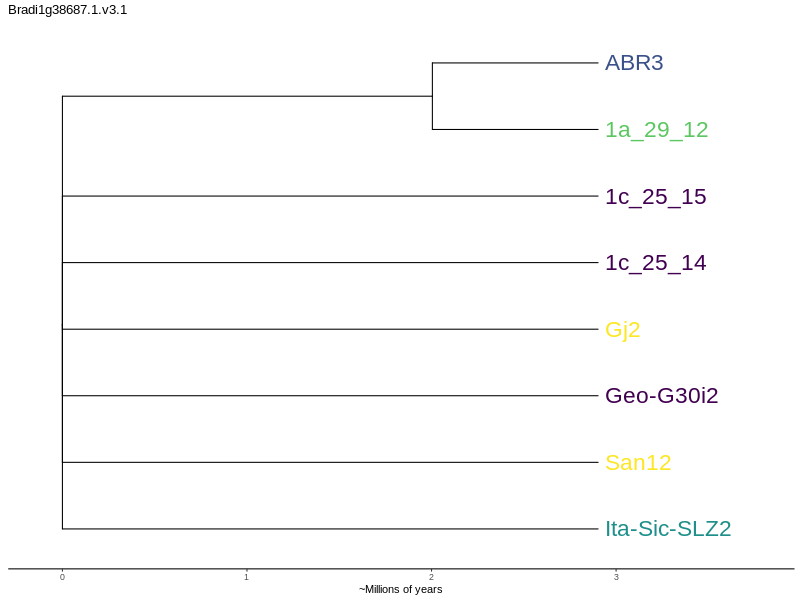 Bradi1g38687.1.v3.1
ABR3
1a_29_12
1c_25_15
1c_25_14
Gj2
Geo-G30i2
San12
Ita-Sic-SLZ2
0 1 2 3
~Millions of years